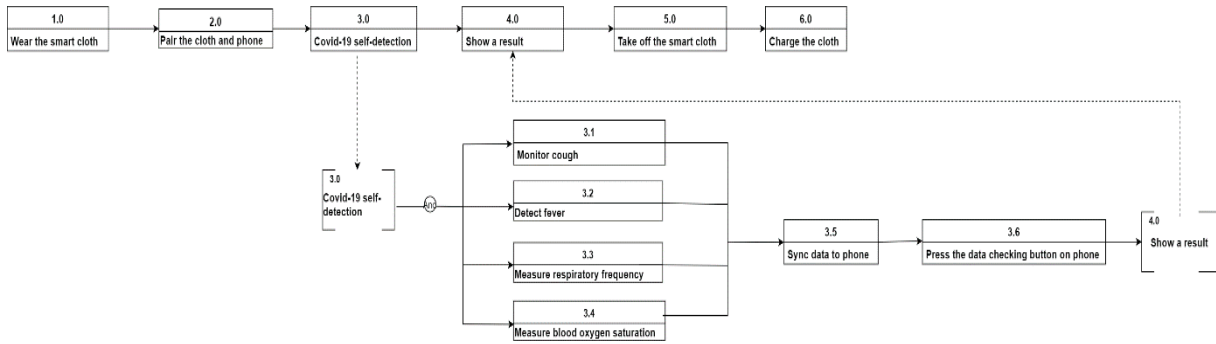 1.0
Wear the smart cloth
2.0
Pair the cloth and phone
3.0
Covid-19 self-detection
4.0
Show a result
5.0
Take off the smart cloth
6.0
Charge the cloth
3.0
Covid-19 self-
detection
And
3.1
Monitor cough
3.2
Detect fever
3.3
Measure respiratory frequency
3.4
Measure blood oxygen saturation
3.5
Sync data to phone
3.6
Press the data checking button on phone
4.0
Show a result